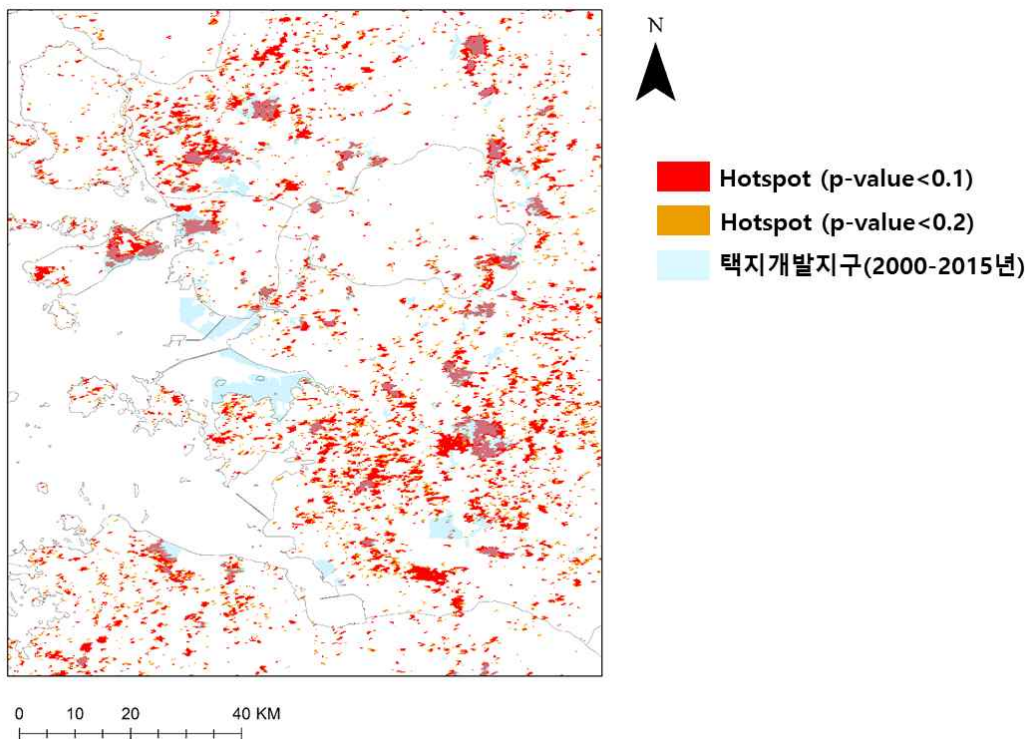 N
Hotspot (p-value<0.1)
Hotspot (p-value<0.2)
택지개발지구(2000-2015년)
0 10 20 40 KM